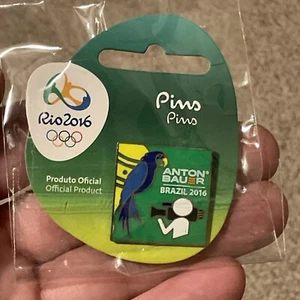 Pins
Pins
Rio2016
Produto Oficial
Official Product
ANTON
BAUER
BRAZIL 2016